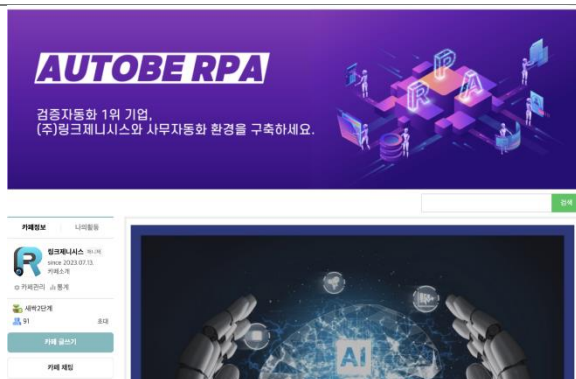 AUTOBE RPA
검증자동화 1위 기업,
(주)링크제니시스와 사무자동화 환경을 구축하세요.
R P A
검색
카페정보 나의활동
링크제니시스 매니저
since 2023.07.13.
카페소개
카페관리 통계
새싹2단계
91 초대
카페 글쓰기
카페 채팅
AI